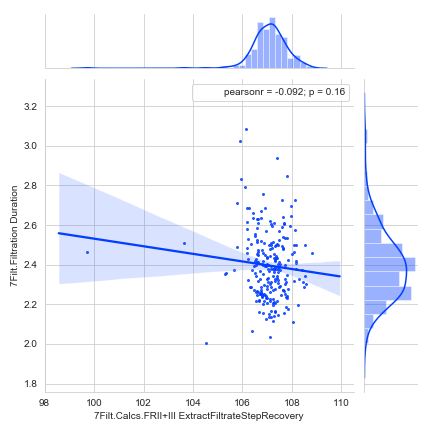 pearsonr = -0.092; p = 0.16
3.2
3.0
2.8
2.6
2.4
2.2
2.0
1.8
7Filt.Filtration Duration
98 100 102 104 106 108 110
7Filt.Calcs.FRII+III ExtractFiltrateStepRecovery